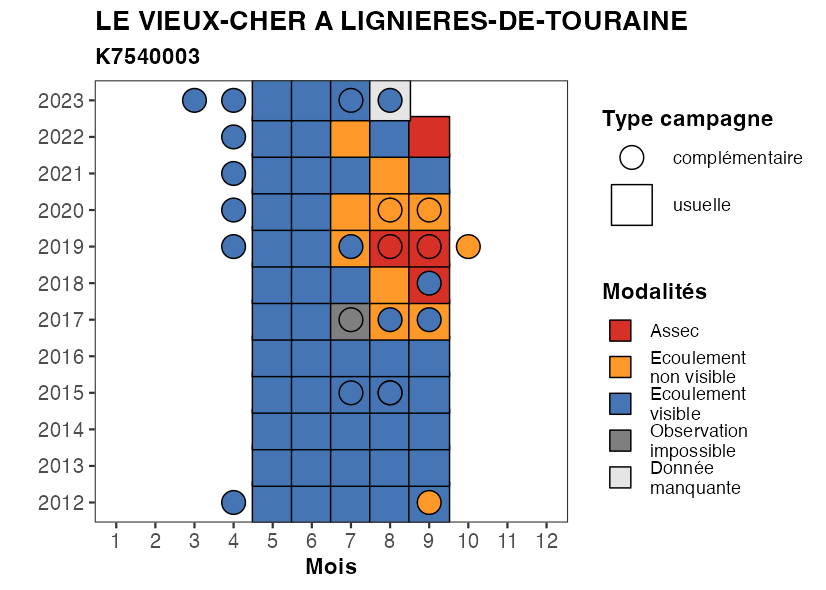 LE VIEUX-CHER A LIGNIERES-DE-TOURAINE
K7540003
2023
2022
2021
2020
2019
2018
2017
2016
2015
2014
2013
2012
1 2 3 4 5 6 7 8 9 10 11 12
Mois
Type campagne
complémentaire
usuelle
Modalités
Assec
Ecoulement
non visible
Ecoulement
visible
Observation
impossible
Donnée
manquante